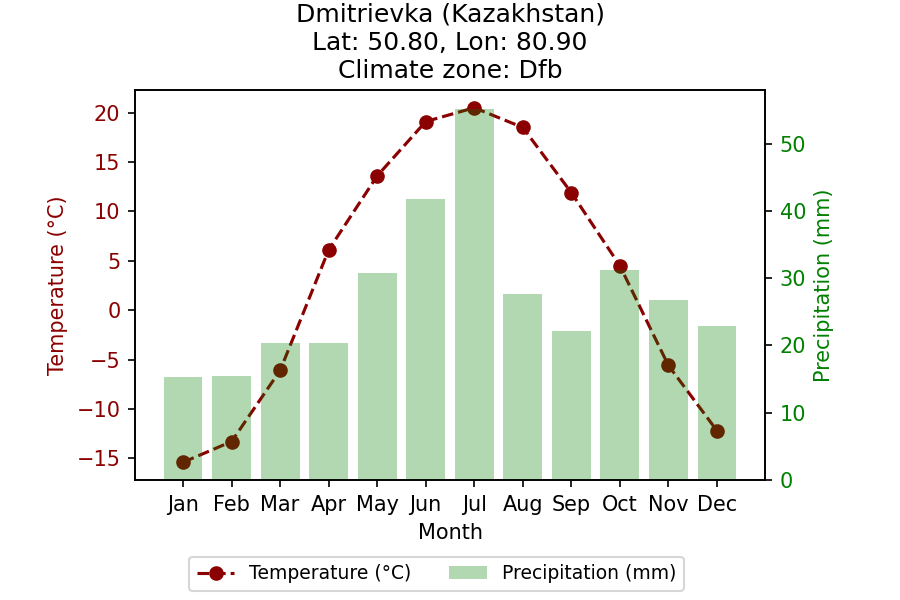 Dmitrievka (Kazakhstan)
Lat: 50.80, Lon: 80.90
Climate zone: Dfb
Temperature (°C)
20
15
10
5
0
−5
−10
−15
50
40
30
20
10
0
Precipitation (mm)
Jan Feb Mar Apr May Jun Jul Aug Sep Oct Nov Dec
Month
Temperature (°C) Precipitation (mm)